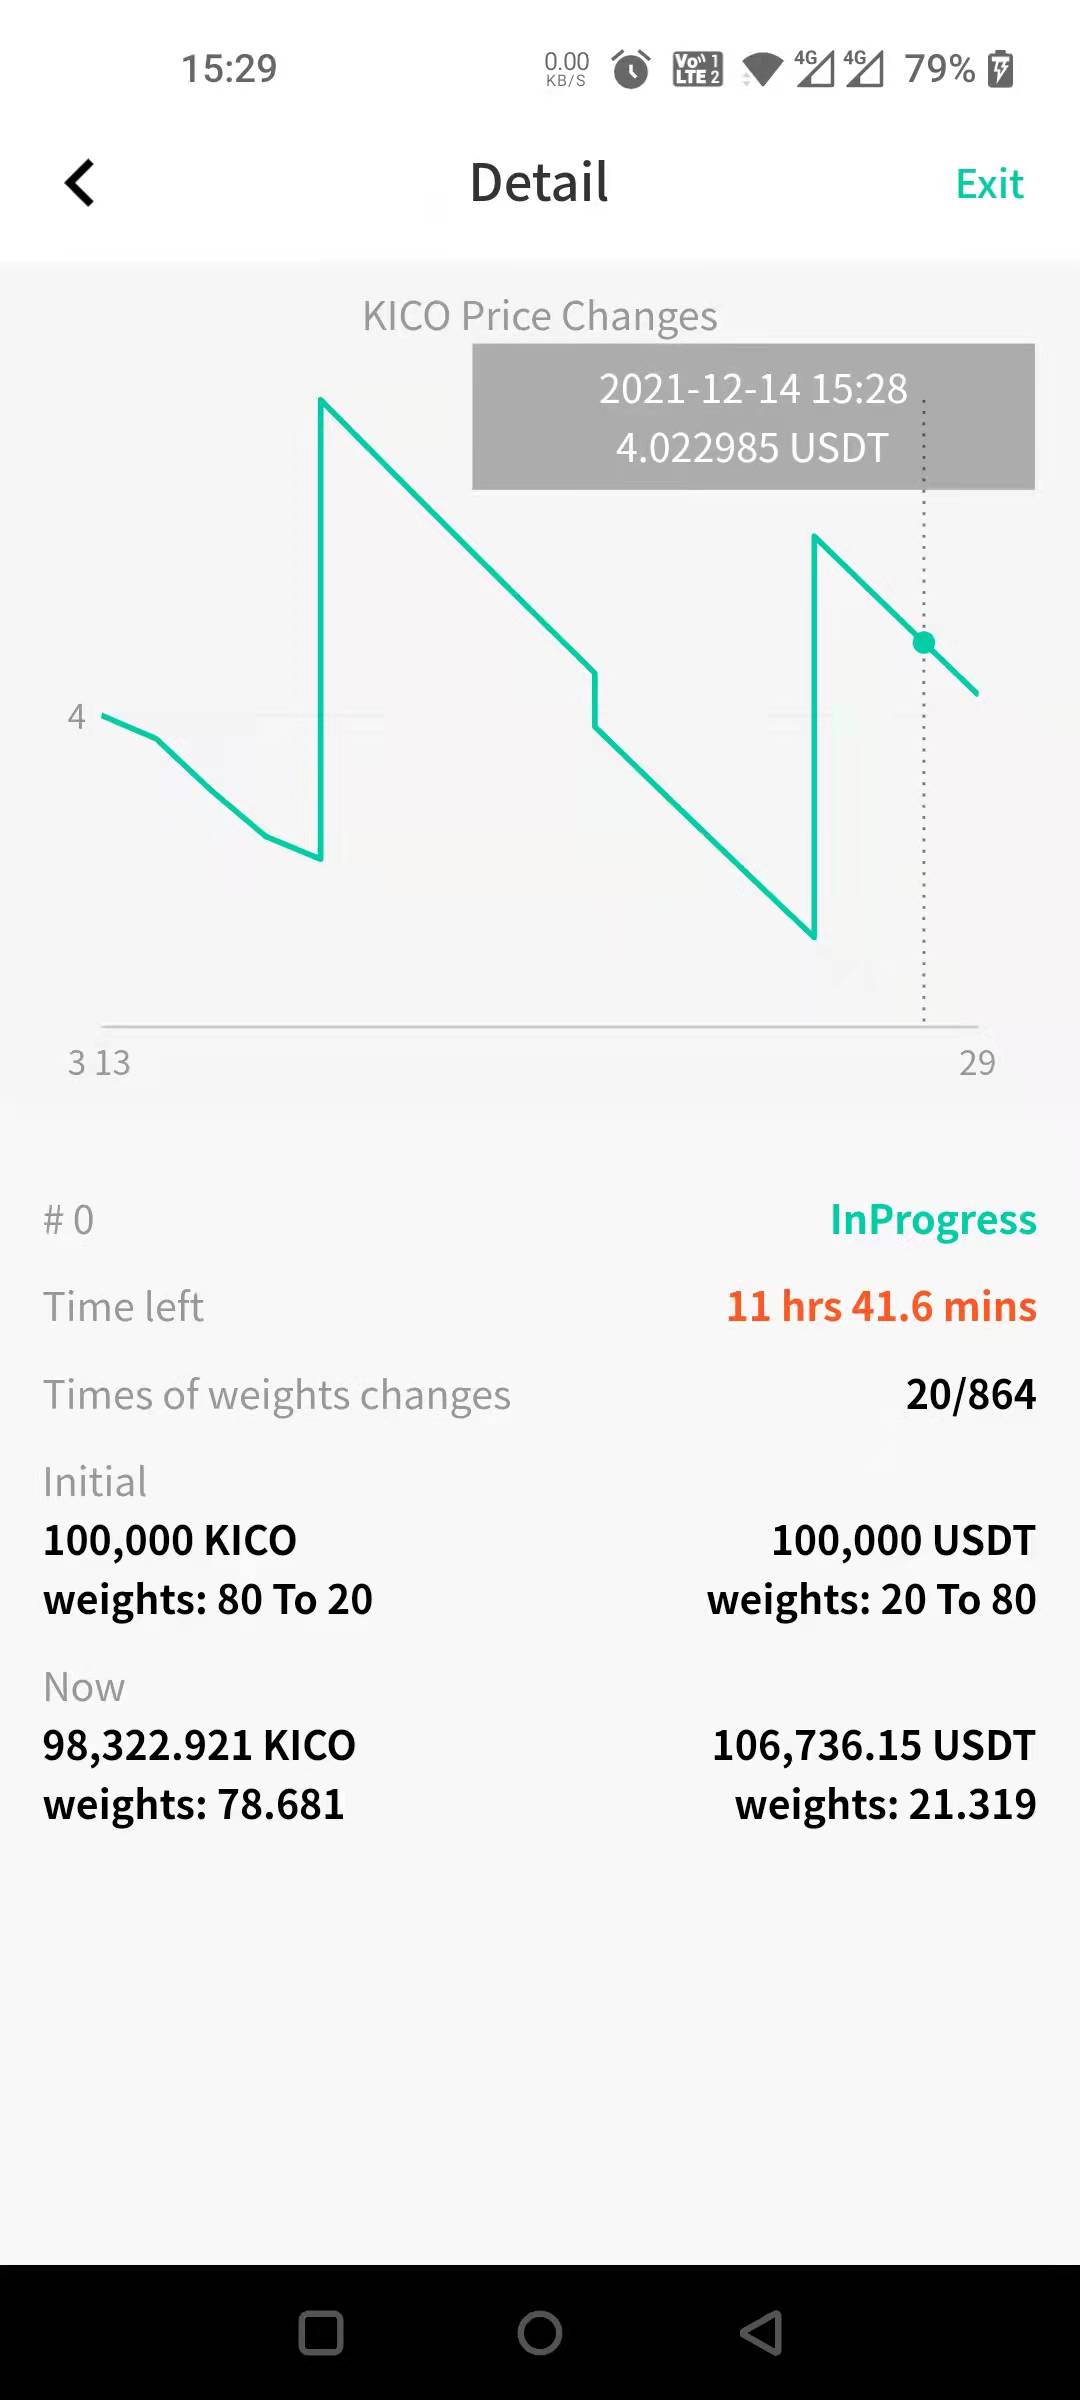 15:29 0.00 KB/S Vo)) 1 LTE 2 4G 4G 79%
Detail Exit
KICO Price Changes
2021-12-14 15:28
4.022985 USDT
4
3 13 29
# 0 InProgress
Time left 11 hrs 41.6 mins
Times of weights changes 20/864
Initial
100,000 KICO 100,000 USDT
weights: 80 To 20 weights: 20 To 80
Now
98,322.921 KICO 106,736.15 USDT
weights: 78.681 weights: 21.319